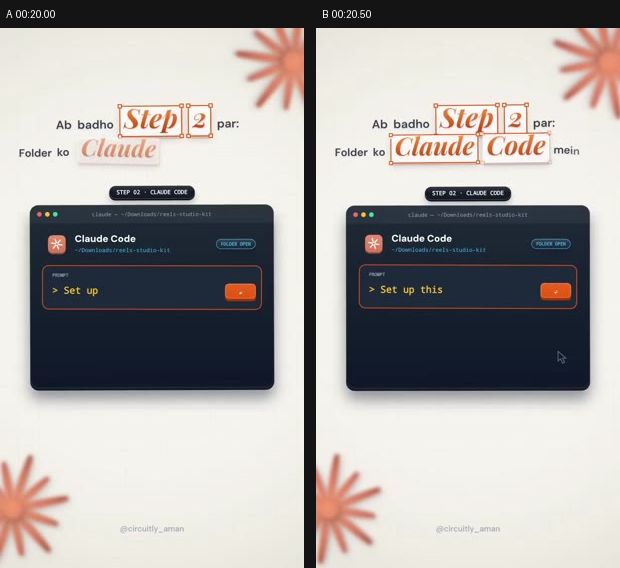 A 00:20.00
Ab badho Step 2 par:
Folder ko Claude
STEP 02 · CLAUDE CODE
claude — ~/Downloads/reels-studio-kit
Claude Code
~/Downloads/reels-studio-kit
FOLDER OPEN
PROMPT
> Set up
@circuitly_aman
B 00:20.50
Ab badho Step 2 par:
Folder ko Claude Code mein
STEP 02 · CLAUDE CODE
claude — ~/Downloads/reels-studio-kit
Claude Code
~/Downloads/reels-studio-kit
FOLDER OPEN
PROMPT
> Set up this
@circuitly_aman